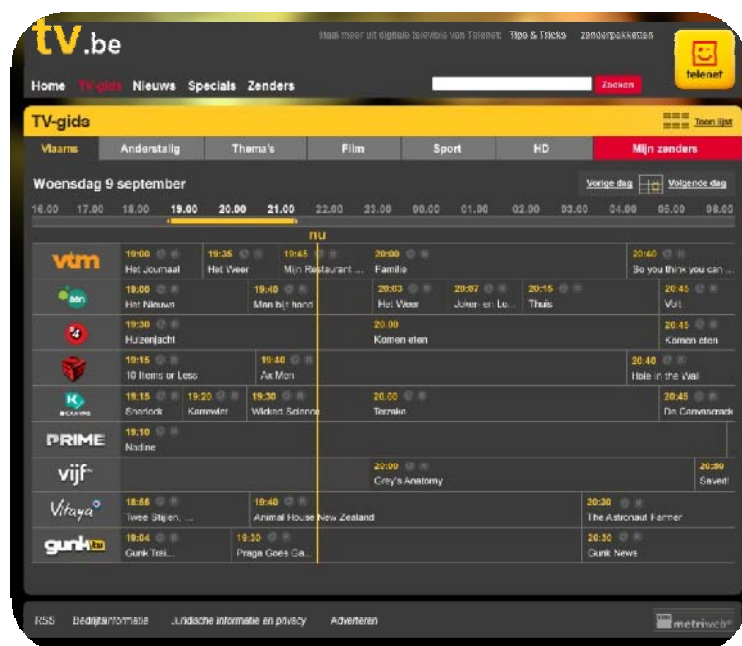 tv.be
Haal meer uit digitale televisie van Telenet: Tips & Tricks zenderpakketten
telenet
Home TV-gids Nieuws Specials Zenders Zoeken
TV-gids Toon lijst
Vlaams Anderstalig Thema's Film Sport HD Mijn zenders
Woensdag 9 september Vorige dag Volgende dag
16.00 17.00 18.00 19.00 20.00 21.00 22.00 23.00 00.00 01.00 02.00 03.00 04.00 05.00 06.00
nu
vtm 19:00 19:35 19:45 20:00 20:40
Het Journaal Het Weer Mijn Restaurant ... Familie So you think you can ...
één 19:00 19:40 20:03 20:07 20:15 20:45
Het Nieuws Man bijt hond Het Weer Joker- en Lo... Thuis Volt
4 19:30 20.00 20:45
Huizenjacht Komen eten Komen eten
19:15 19:40 20:40
10 Items or Less Ax Men Hole in the Wall
K 19:15 19:20 19:30 20.00 20:45
Sherlock Karrewiet Wicked Science Terzake De Canvascrack
PRIME 19:10
Nadine
vijf 20:00
Grey's Anatomy Saved!
Vitaya 18:55 19:40 20:30
Twee Stijlen, ... Animal House New Zealand The Astronaut Farmer
gunktv 19:04 19:30 20:30
Gunk Trai... Praga Goes Ga... Gunk News
RSS Bedrijfsinformatie Juridische informatie en privacy Adverteren metriweb